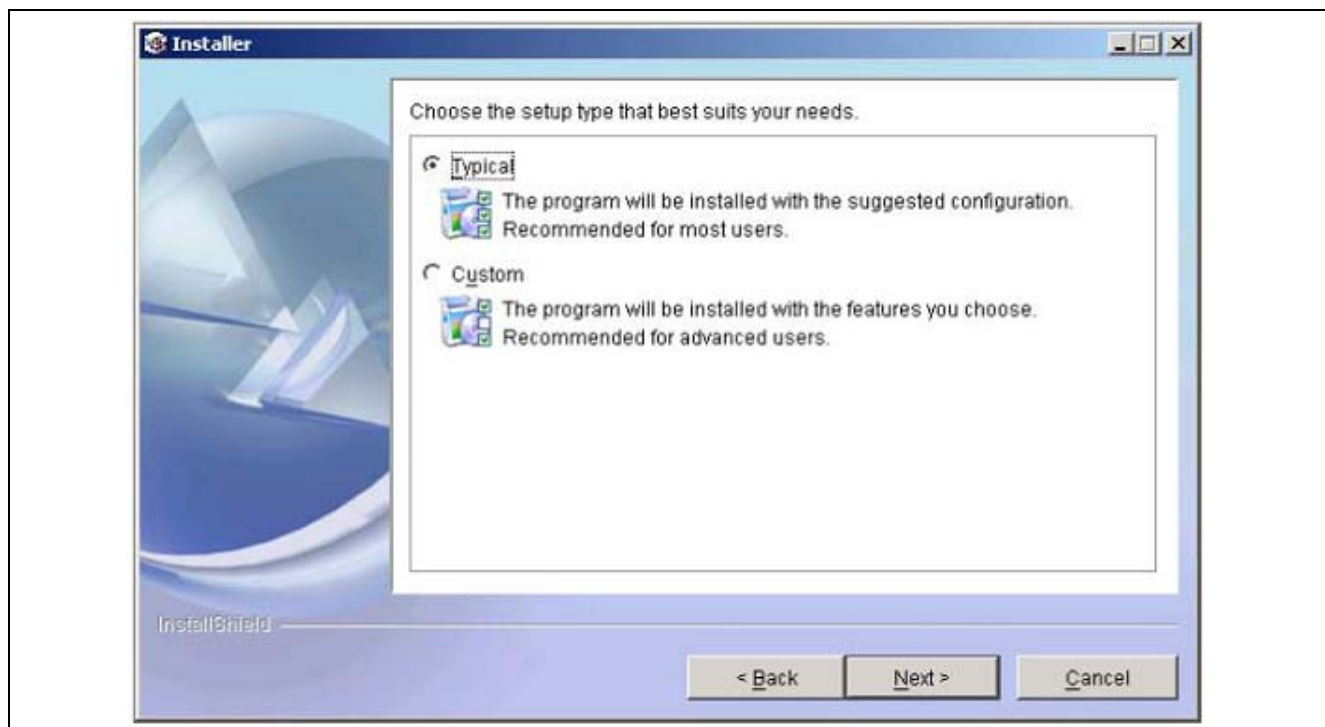 Installer
Choose the setup type that best suits your needs.
Typical
The program will be installed with the suggested configuration.
Recommended for most users.
Custom
The program will be installed with the features you choose.
Recommended for advanced users.
InstallShield
< Back
Next >
Cancel